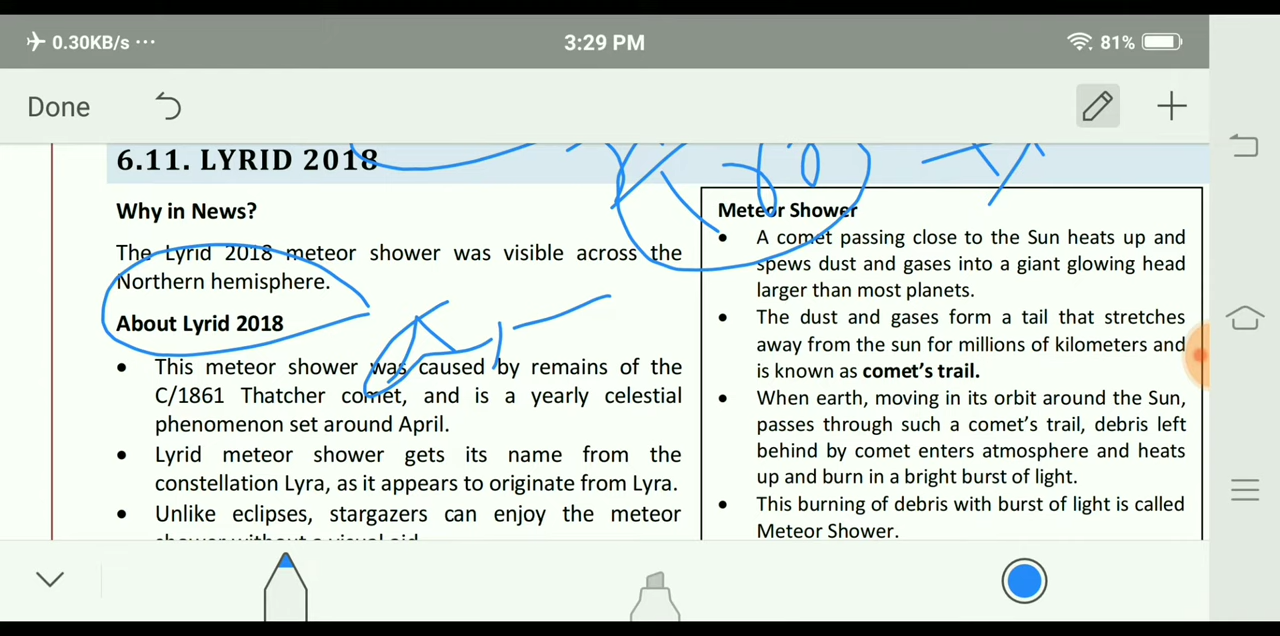 0.30KB/s ...
3:29 PM
81%
Done
6.11. LYRID 2018
Why in News?
The Lyrid 2018 meteor shower was visible across the
Northern hemisphere.
About Lyrid 2018
• This meteor shower was caused by remains of the
C/1861 Thatcher comet, and is a yearly celestial
phenomenon set around April.
• Lyrid meteor shower gets its name from the
constellation Lyra, as it appears to originate from Lyra.
• Unlike eclipses, stargazers can enjoy the meteor
shower without a visual aid.
Meteor Shower
• A comet passing close to the Sun heats up and
spews dust and gases into a giant glowing head
larger than most planets.
• The dust and gases form a tail that stretches
away from the sun for millions of kilometers and
is known as comet's trail.
• When earth, moving in its orbit around the Sun,
passes through such a comet's trail, debris left
behind by comet enters atmosphere and heats
up and burn in a bright burst of light.
• This burning of debris with burst of light is called
Meteor Shower.